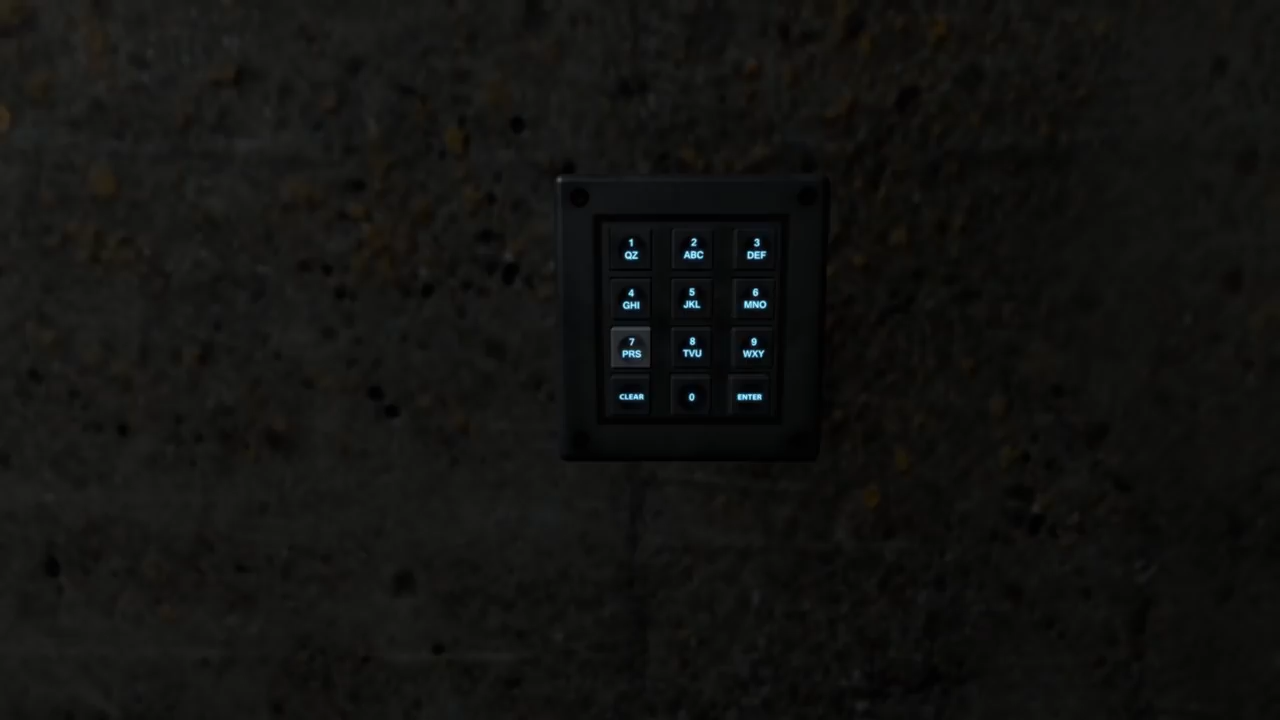 1
QZ
2
ABC
3
DEF
4
GHI
5
JKL
6
MNO
7
PRS
8
TVU
9
WXY
CLEAR
0
ENTER